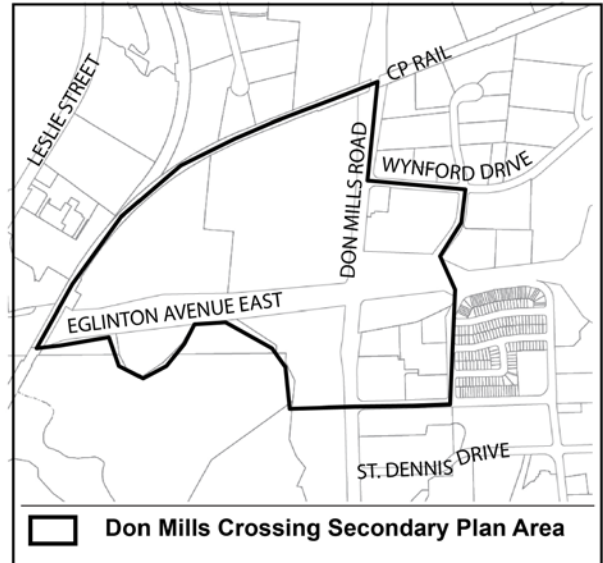 CP RAIL
LESLIE STREET
DON MILLS ROAD
WYNFORD DRIVE
EGLINTON AVENUE EAST
ST. DENNIS DRIVE
Don Mills Crossing Secondary Plan Area